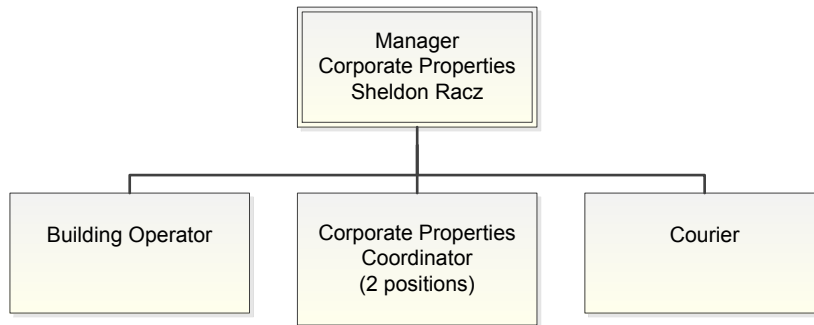 Manager
Corporate Properties
Sheldon Racz
Building Operator
Corporate Properties
Coordinator
(2 positions)
Courier